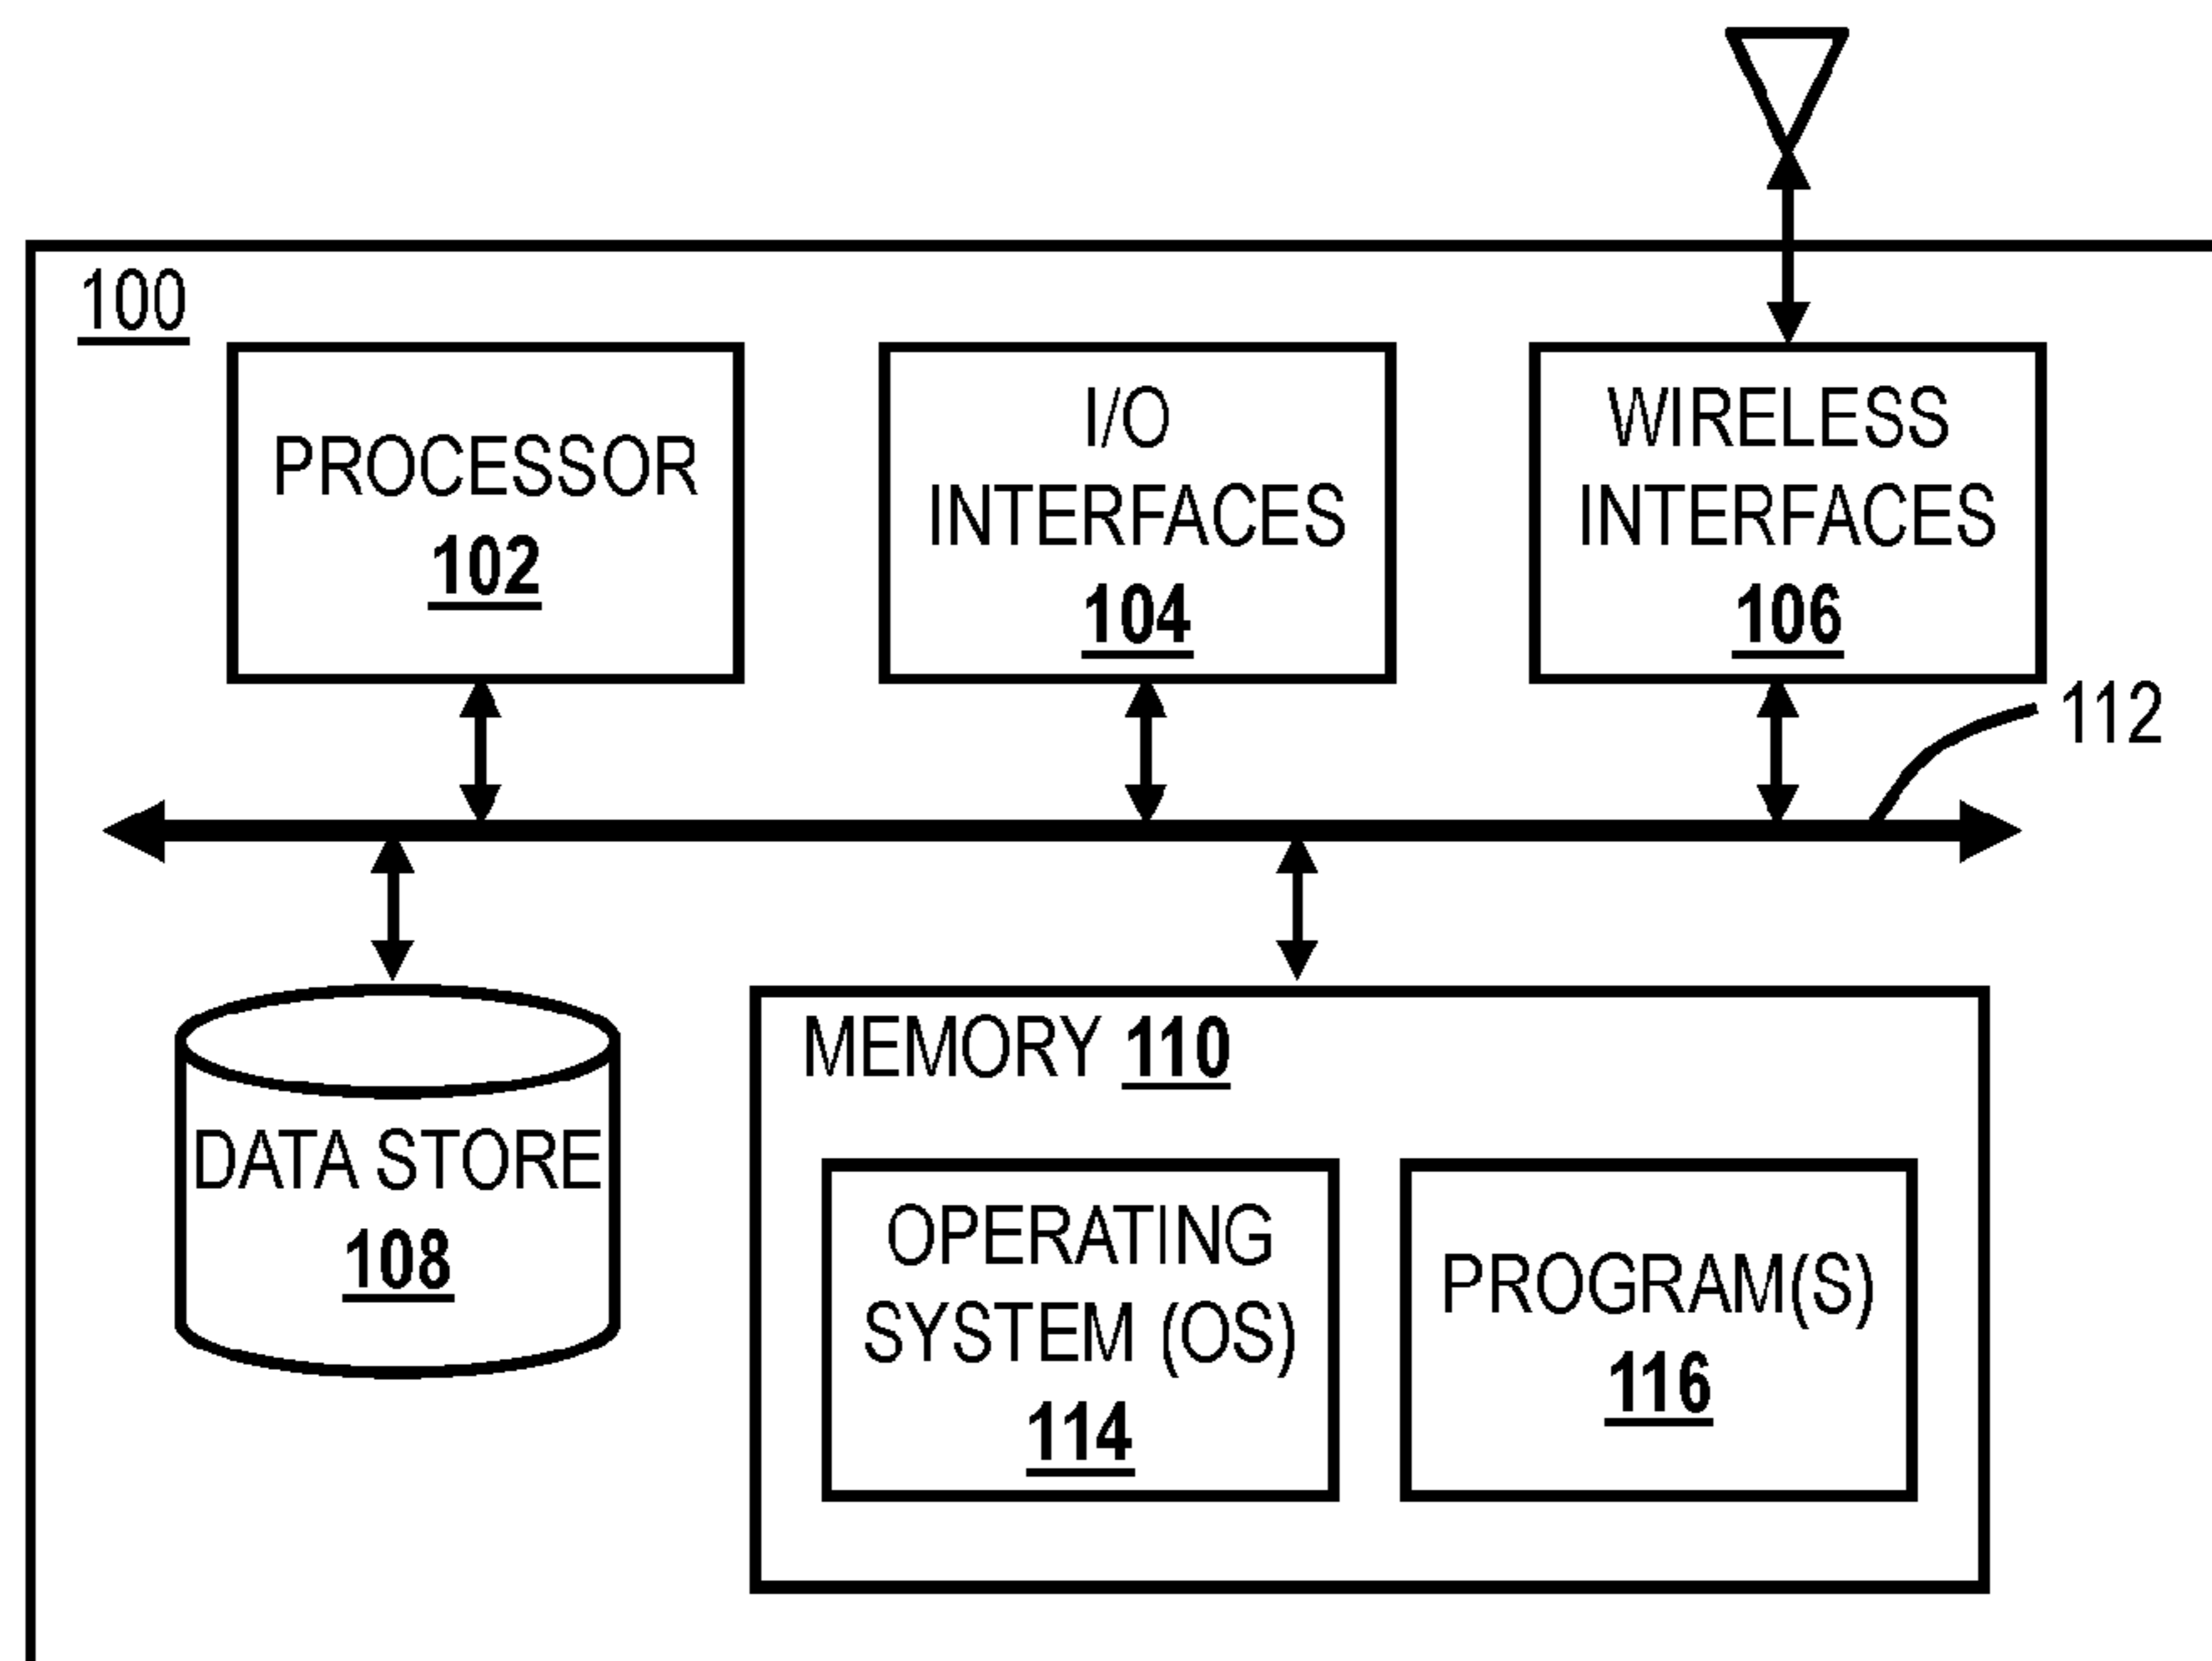 100
PROCESSOR
102
I/O
INTERFACES
104
WIRELESS
INTERFACES
106
112
DATA STORE
108
MEMORY 110
OPERATING
SYSTEM (OS)
114
PROGRAM(S)
116